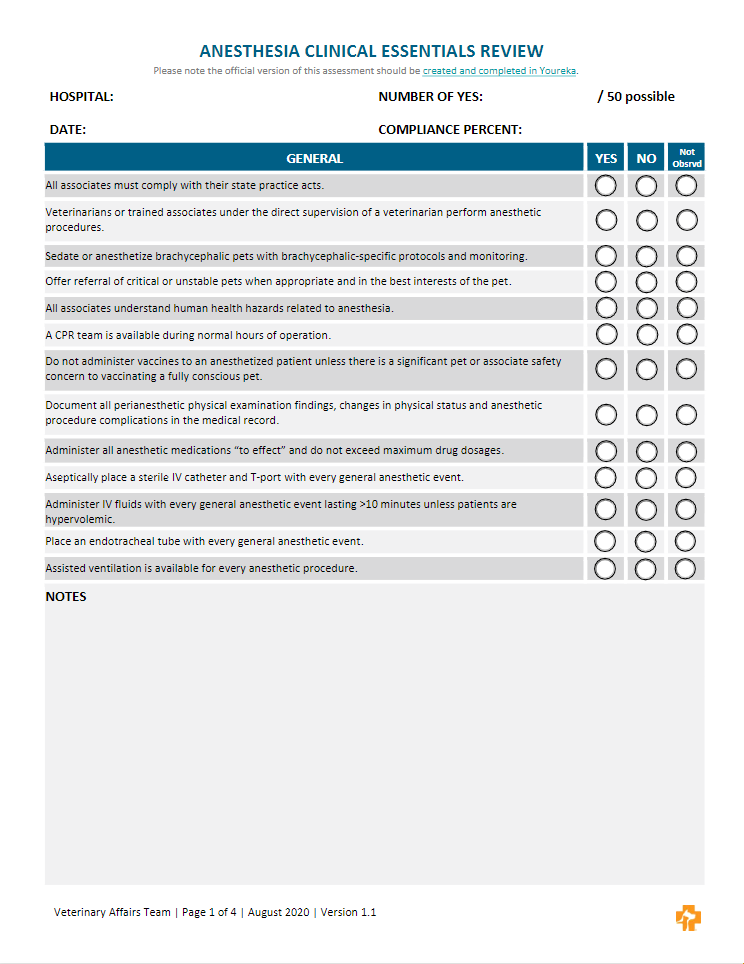 ANESTHESIA CLINICAL ESSENTIALS REVIEW
Please note the official version of this assessment should be created and completed in Youreka.
HOSPITAL: NUMBER OF YES: / 50 possible
DATE: COMPLIANCE PERCENT:
GENERAL YES NO Not
Obsrvd
All associates must comply with their state practice acts.
Veterinarians or trained associates under the direct supervision of a veterinarian perform anesthetic
procedures.
Sedate or anesthetize brachycephalic pets with brachycephalic-specific protocols and monitoring.
Offer referral of critical or unstable pets when appropriate and in the best interests of the pet.
All associates understand human health hazards related to anesthesia.
A CPR team is available during normal hours of operation.
Do not administer vaccines to an anesthetized patient unless there is a significant pet or associate safety
concern to vaccinating a fully conscious pet.
Document all perianesthetic physical examination findings, changes in physical status and anesthetic
procedure complications in the medical record.
Administer all anesthetic medications “to effect” and do not exceed maximum drug dosages.
Aseptically place a sterile IV catheter and T-port with every general anesthetic event.
Administer IV fluids with every general anesthetic event lasting >10 minutes unless patients are
hypervolemic.
Place an endotracheal tube with every general anesthetic event.
Assisted ventilation is available for every anesthetic procedure.
NOTES
Veterinary Affairs Team | Page 1 of 4 | August 2020 | Version 1.1